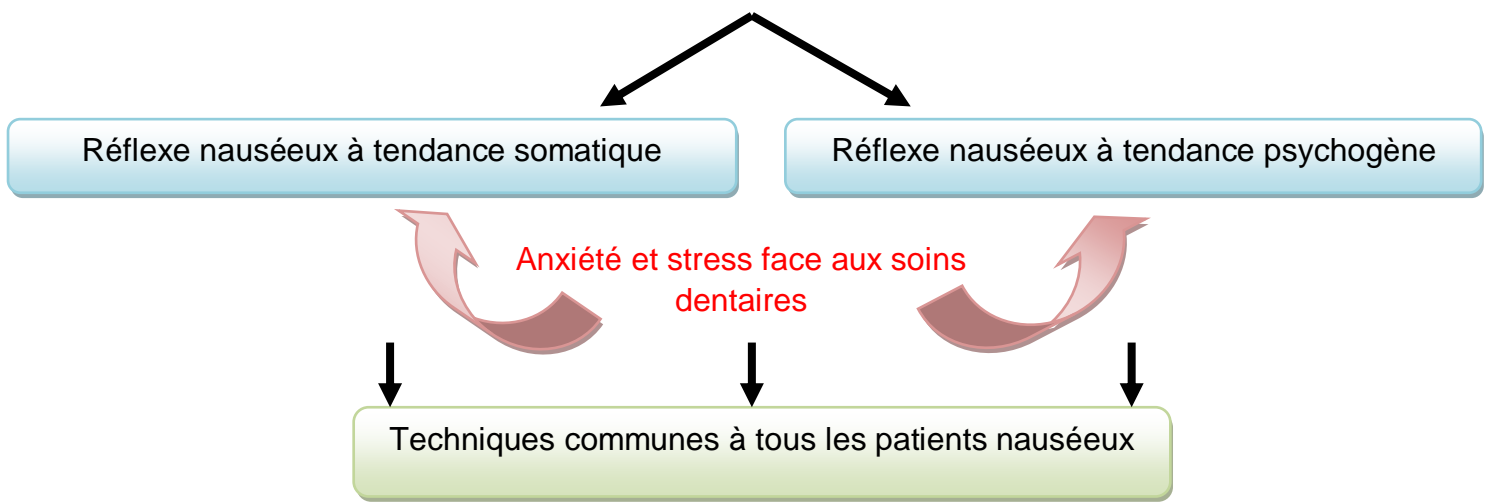 Réflexe nauséeux à tendance somatique
Réflexe nauséeux à tendance psychogène
Anxiété et stress face aux soins
dentaires
Techniques communes à tous les patients nauséeux